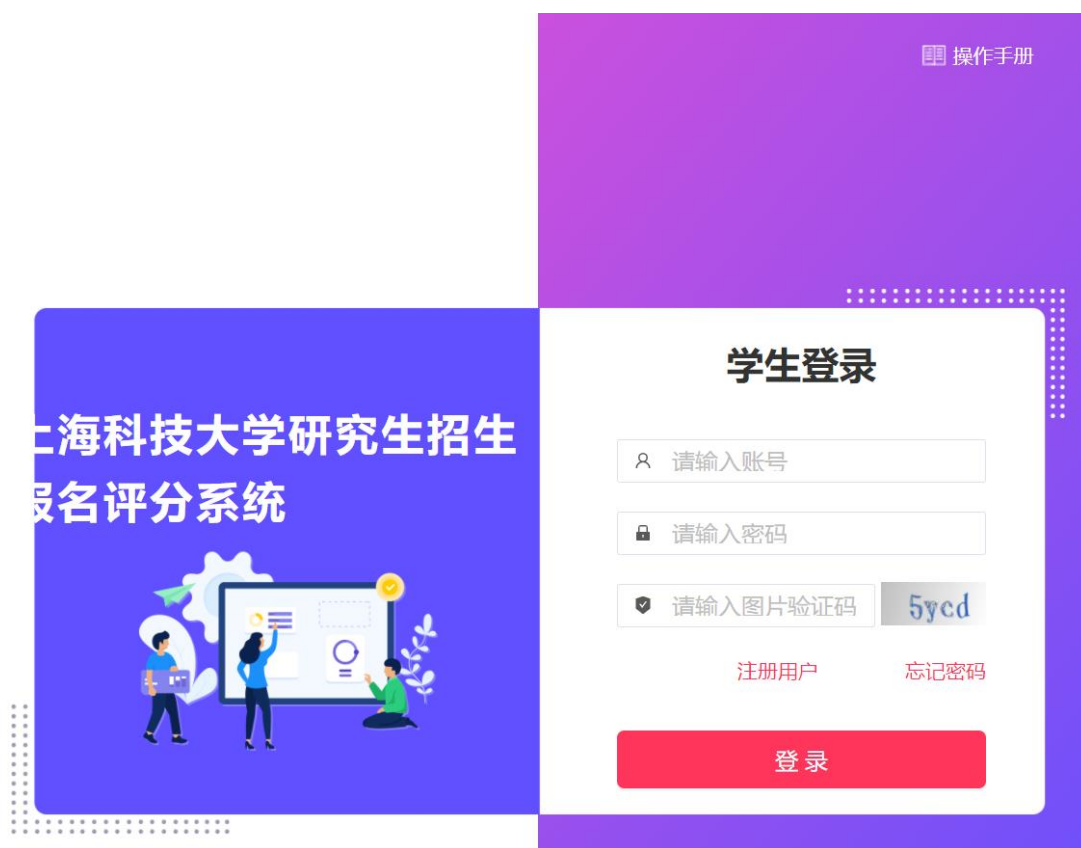 操作手册
上海科技大学研究生招生
报名评分系统
学生登录
请输入账号
请输入密码
请输入图片验证码
5ycd
注册用户
忘记密码
登 录